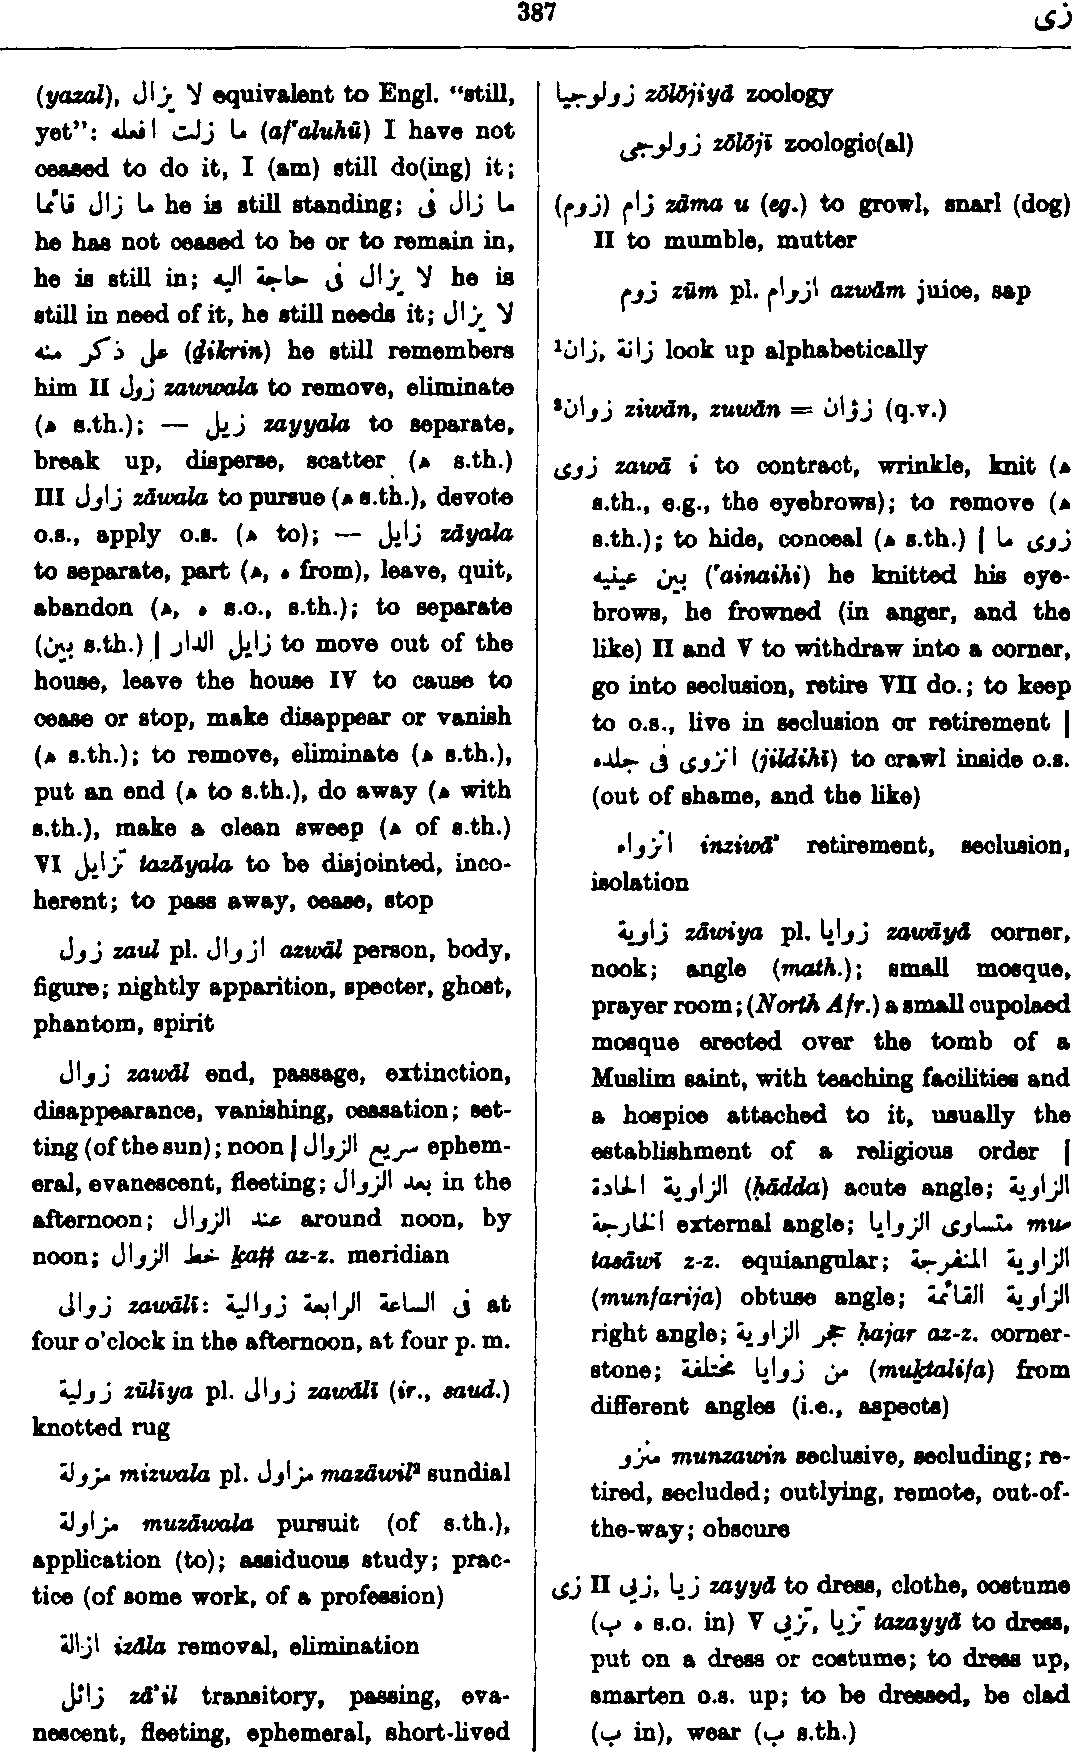 387
زى
(yazal), لا يزال equivalent to Engl. “still,
yet”: ما زلت افعله (af‘aluhū) I have not
ceased to do it, I (am) still do(ing) it;
ما زال قائما he is still standing; ما زال فى
he has not ceased to be or to remain in,
he is still in; لا يزال فى حاجة اليه he is
still in need of it, he still needs it; لا يزال
على ذكر منه (ḏikrin) he still remembers
him II زول zawwala to remove, eliminate
(ه s.th.); — زيل zayyala to separate,
break up, disperse, scatter (ه s.th.)
III زاول zāwala to pursue (ه s.th.), devote
o.s., apply o.s. (ه to); — زايل zāyala
to separate, part (ه, ه from), leave, quit,
abandon (ه, ه s.o., s.th.); to separate
(بين s.th.) | زايل الدار to move out of the
house, leave the house IV to cause to
cease or stop, make disappear or vanish
(ه s.th.); to remove, eliminate (ه s.th.),
put an end (ه to s.th.), do away (ه with
s.th.), make a clean sweep (ه of s.th.)
VI تزايل tazāyala to be disjointed, inco-
herent; to pass away, cease, stop
زول zaul pl. ازوال azwāl person, body,
figure; nightly apparition, specter, ghost,
phantom, spirit
زوال zawāl end, passage, extinction,
disappearance, vanishing, cessation; set-
ting (of the sun); noon | سريع الزوال ephem-
eral, evanescent, fleeting; بعد الزوال in the
afternoon; عند الزوال around noon, by
noon; خط الزوال ḵaṭṭ az-z. meridian
زوالى zawālī: فى الساعة الرابعة زوالية at
four o’clock in the afternoon, at four p. m.
زولية zūlīya pl. زوالى zawālī (ir., saud.)
knotted rug
مزولة mizwala pl. مزاول mazāwil² sundial
مزاولة muzāwala pursuit (of s.th.),
application (to); assiduous study; prac-
tice (of some work, of a profession)
ازالة izāla removal, elimination
زائل zā’il transitory, passing, eva-
nescent, fleeting, ephemeral, short-lived
زولوجيا zōlōjiyā zoology
زولوجى zōlōjī zoologic(al)
(زوم) زام zāma u (eg.) to growl, snarl (dog)
II to mumble, mutter
زوم zūm pl. ازوام azwām juice, sap
¹زان, زانة look up alphabetically
²زوان ziwān, zuwān = زؤان (q.v.)
زوى zawā i to contract, wrinkle, knit (ه
s.th., e.g., the eyebrows); to remove (ه
s.th.); to hide, conceal (ه s.th.) | زوى ما
بين عينيه (‘ainaihi) he knitted his eye-
brows, he frowned (in anger, and the
like) II and V to withdraw into a corner,
go into seclusion, retire VII do.; to keep
to o.s., live in seclusion or retirement |
انزوى فى جلده (jildihi) to crawl inside o.s.
(out of shame, and the like)
انزواء inziwā’ retirement, seclusion,
isolation
زاوية zāwiya pl. زوايا zawāyā corner,
nook; angle (math.); small mosque,
prayer room; (North Afr.) a small cupolaed
mosque erected over the tomb of a
Muslim saint, with teaching facilities and
a hospice attached to it, usually the
establishment of a religious order |
الزاوية الحادة (ḥādda) acute angle; الزاوية
الخارجة external angle; متساوى الزوايا mu-
tasāwī z-z. equiangular; الزاوية المنفرجة
(munfarija) obtuse angle; الزاوية القائمة
right angle; حجر الزاوية ḥajar az-z. corner-
stone; من زوايا مختلفة (muḵtalifa) from
different angles (i.e., aspects)
منزو munzawin seclusive, secluding; re-
tired, secluded; outlying, remote, out-of-
the-way; obscure
زى II زيا, زيى zayyā to dress, clothe, costume
(ب ه s.o. in) V تزيا, تزيى tazayyā to dress,
put on a dress or costume; to dress up,
smarten o.s. up; to be dressed, be clad
(ب in), wear (ب s.th.)